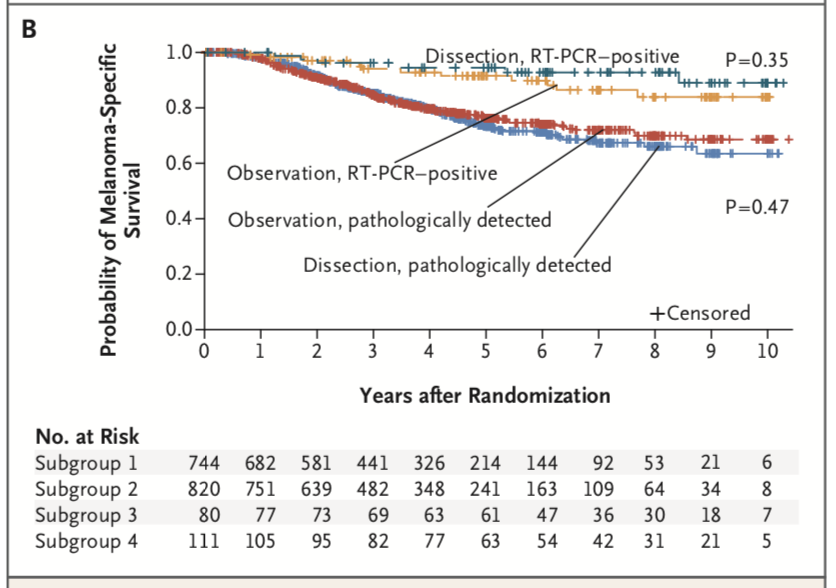 B
Probability of Melanoma-Specific
Survival
1.0
0.8
0.6
0.4
0.2
0.0
Dissection, RT-PCR–positive
P=0.35
Observation, RT-PCR–positive
Observation, pathologically detected
P=0.47
Dissection, pathologically detected
+Censored
0 1 2 3 4 5 6 7 8 9 10
Years after Randomization
No. at Risk
Subgroup 1 744 682 581 441 326 214 144 92 53 21 6
Subgroup 2 820 751 639 482 348 241 163 109 64 34 8
Subgroup 3 80 77 73 69 63 61 47 36 30 18 7
Subgroup 4 111 105 95 82 77 63 54 42 31 21 5